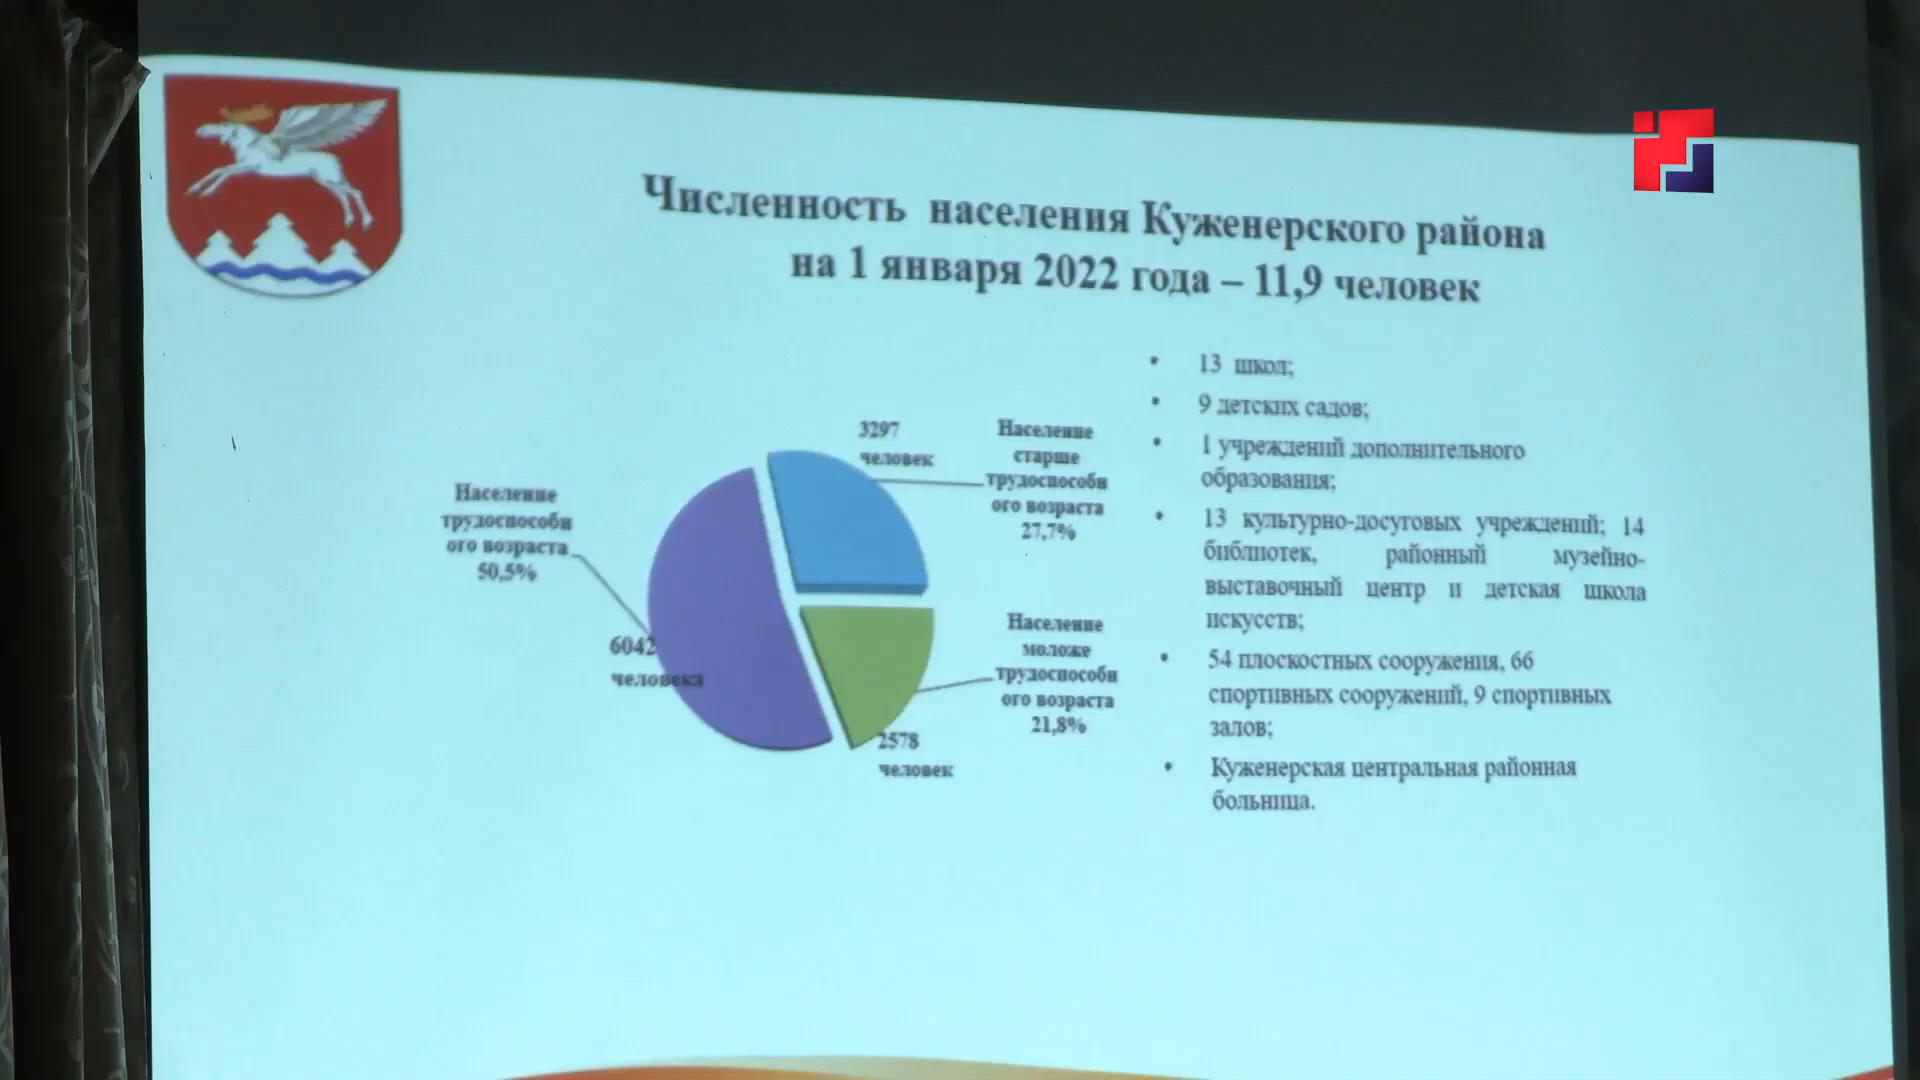 Численность населения Куженерского района
на 1 января 2022 года – 11,9 человек
Население
трудоспособн
ого возраста
50,5%
6042
человека
3297
человек
Население
старше
трудоспособн
ого возраста
27,7%
Население
моложе
трудоспособн
ого возраста
21,8%
2578
человек
• 13 школ;
• 9 детских садов;
• 1 учреждений дополнительного
образования;
• 13 культурно-досуговых учреждений; 14
библиотек, районный музейно-
выставочный центр и детская школа
искусств;
• 54 плоскостных сооружения, 66
спортивных сооружений, 9 спортивных
залов;
• Куженерская центральная районная
больница.